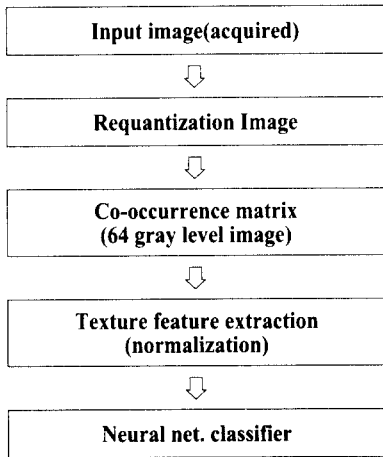 Input image(acquired)
Requantization Image
Co-occurrence matrix
(64 gray level image)
Texture feature extraction
(normalization)
Neural net. classifier